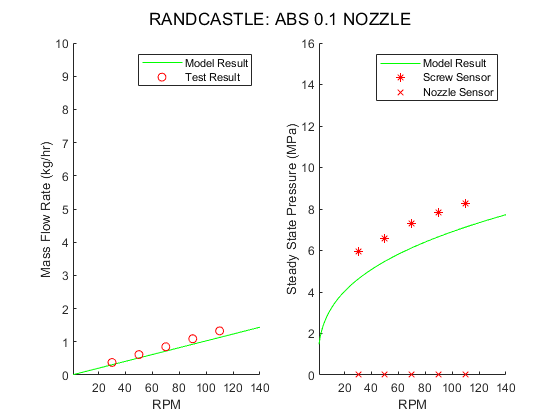 RANDCASTLE: ABS 0.1 NOZZLE
Mass Flow Rate (kg/hr)
10
9
8
7
6
5
4
3
2
1
0
20 40 60 80 100 120 140
RPM
Model Result
Test Result
Steady State Pressure (MPa)
16
14
12
10
8
6
4
2
0
20 40 60 80 100 120 140
RPM
Model Result
Screw Sensor
Nozzle Sensor